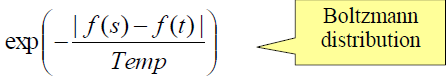 exp(-|f(s)-f(t)|/Temp)
Boltzmann
distribution